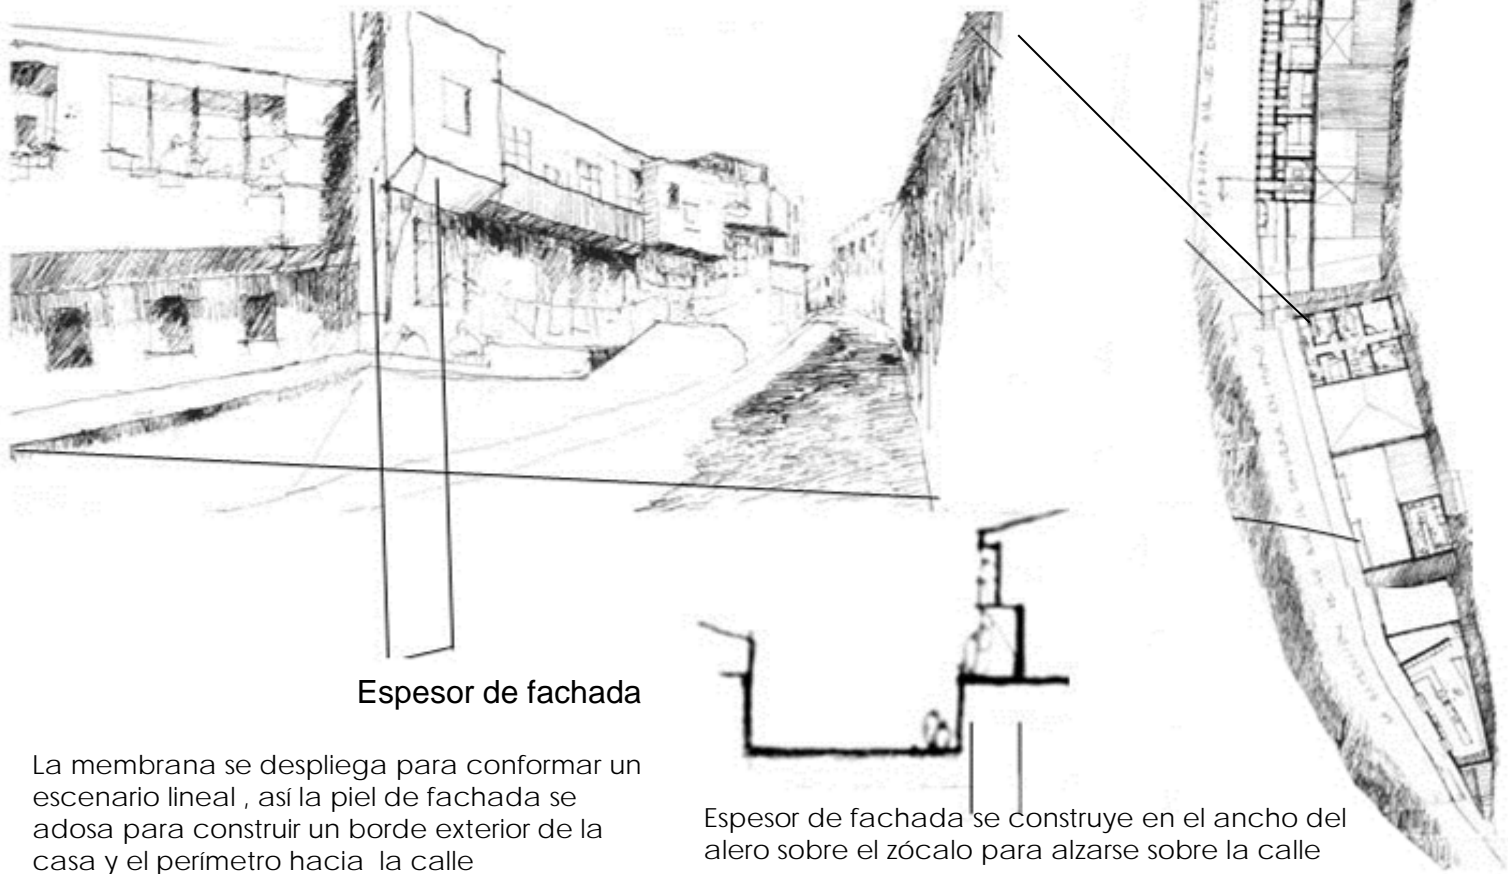 Espesor de fachada
La membrana se despliega para conformar un
escenario lineal , así la piel de fachada se
adosa para construir un borde exterior de la
casa y el perímetro hacia  la calle
Espesor de fachada se construye en el ancho del
alero sobre el zócalo para alzarse sobre la calle